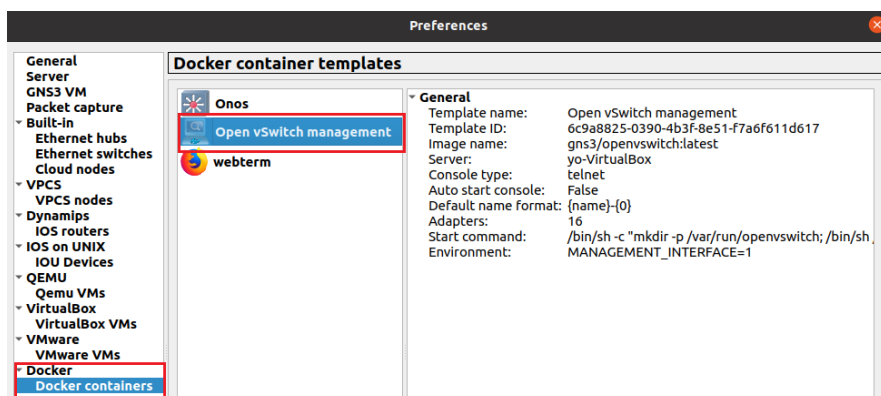 Preferences
General
Server
GNS3 VM
Packet capture
Built-in
Ethernet hubs
Ethernet switches
Cloud nodes
VPCS
VPCS nodes
Dynamips
IOS routers
IOS on UNIX
IOU Devices
QEMU
Qemu VMs
VirtualBox
VirtualBox VMs
VMware
VMware VMs
Docker
Docker containers
Docker container templates
Onos
Open vSwitch management
webterm
General
Template name: Open vSwitch management
Template ID: 6c9a8825-0390-4b3f-8e51-f7a6f611d617
Image name: gns3/openvswitch:latest
Server: yo-VirtualBox
Console type: telnet
Auto start console: False
Default name format: {name}-{0}
Adapters: 16
Start command: /bin/sh -c "mkdir -p /var/run/openvswitch; /bin/sh /
Environment: MANAGEMENT_INTERFACE=1